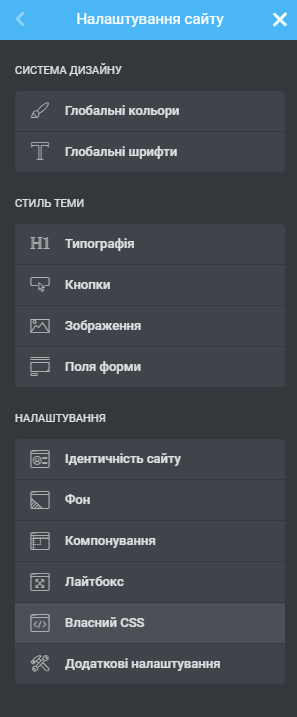 Налаштування сайту
СИСТЕМА ДИЗАЙНУ
Глобальні кольори
Глобальні шрифти
СТИЛЬ ТЕМИ
H1 Типографія
Кнопки
Зображення
Поля форми
НАЛАШТУВАННЯ
Ідентичність сайту
Фон
Компонування
Лайтбокс
Власний CSS
Додаткові налаштування